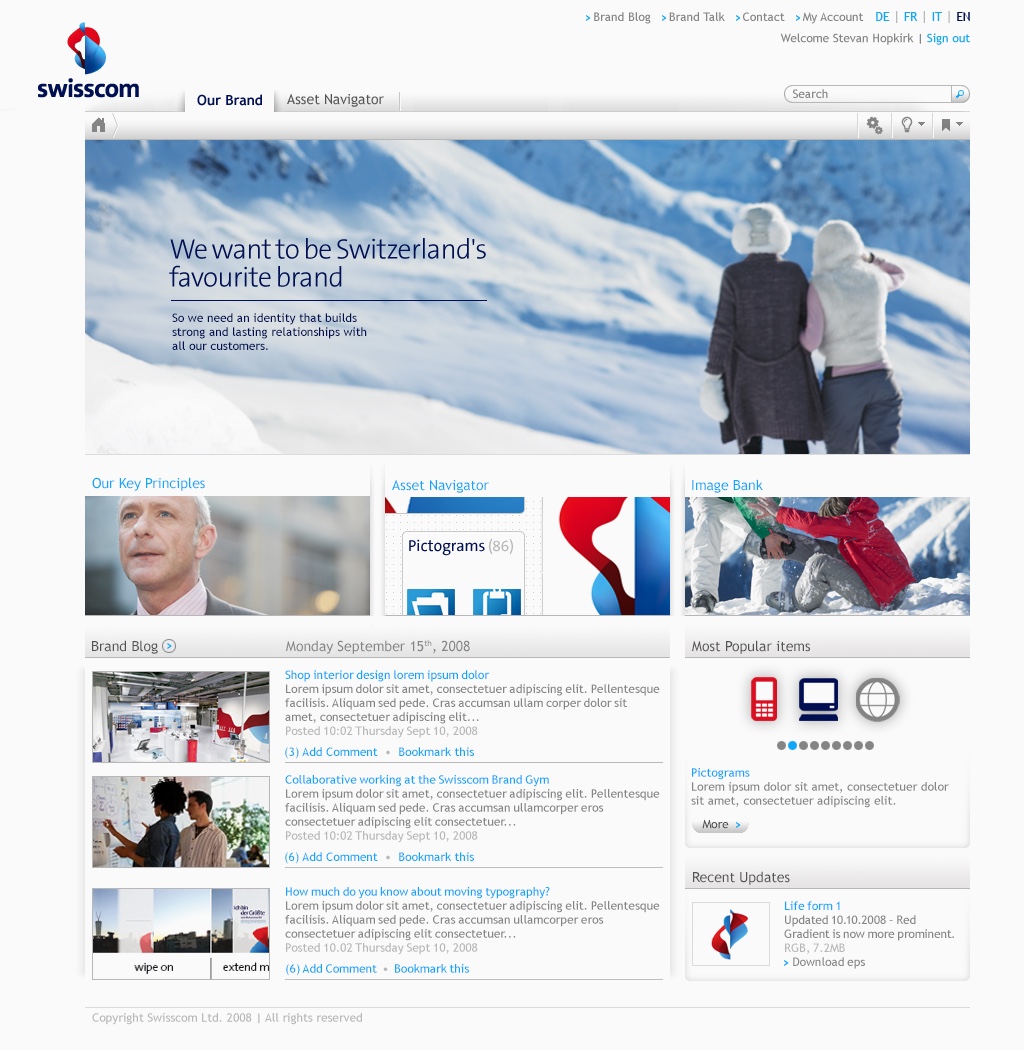 Brand Blog Brand Talk Contact My Account DE | FR | IT | EN
Welcome Stevan Hopkirk | Sign out
swisscom
Our Brand Asset Navigator
Search
We want to be Switzerland's
favourite brand
So we need an identity that builds
strong and lasting relationships with
all our customers.
Our Key Principles
Asset Navigator
Pictograms (86)
Image Bank
Brand Blog
Monday September 15th, 2008
Shop interior design lorem ipsum dolor
Lorem ipsum dolor sit amet, consectetuer adipiscing elit. Pellentesque
facilisis. Aliquam sed pede. Cras accumsan ullam corper dolor sit
amet, consectetuer adipiscing elit...
Posted 10:02 Thursday Sept 10, 2008
(3) Add Comment • Bookmark this
Collaborative working at the Swisscom Brand Gym
Lorem ipsum dolor sit amet, consectetuer adipiscing elit. Pellentesque
facilisis. Aliquam sed pede. Cras accumsan ullamcorper eros
consectetuer adipiscing elit consectetuer...
Posted 10:02 Thursday Sept 10, 2008
(6) Add Comment • Bookmark this
ich bin
der Größte
wipe on
extend m
How much do you know about moving typography?
Lorem ipsum dolor sit amet, consectetuer adipiscing elit. Pellentesque
facilisis. Aliquam sed pede. Cras accumsan ullamcorper eros
consectetuer adipiscing elit consectetuer...
Posted 10.02 Thursday Sept 10, 2008
(6) Add Comment • Bookmark this
Most Popular items
Pictograms
Lorem ipsum dolor sit amet, consectetuer dolor
sit amet, consectetuer adipiscing elit.
More
Recent Updates
Life form 1
Updated 10.10.2008 - Red
Gradient is now more prominent.
RGB, 7.2MB
Download eps
Copyright Swisscom Ltd. 2008 | All rights reserved